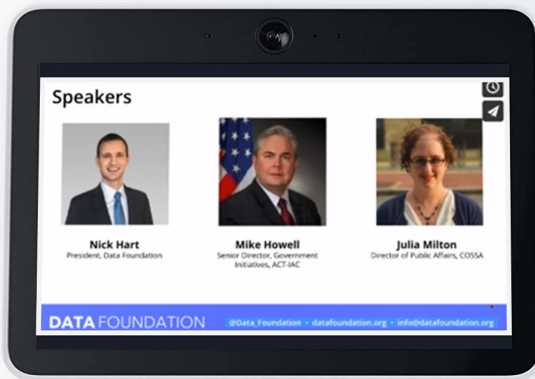 Speakers
Nick Hart
President, Data Foundation
Mike Howell
Senior Director, Government
Initiatives, ACT-IAC
Julia Milton
Director of Public Affairs, COSSA
DATA FOUNDATION
@Data_Foundation • datafoundation.org • info@datafoundation.org